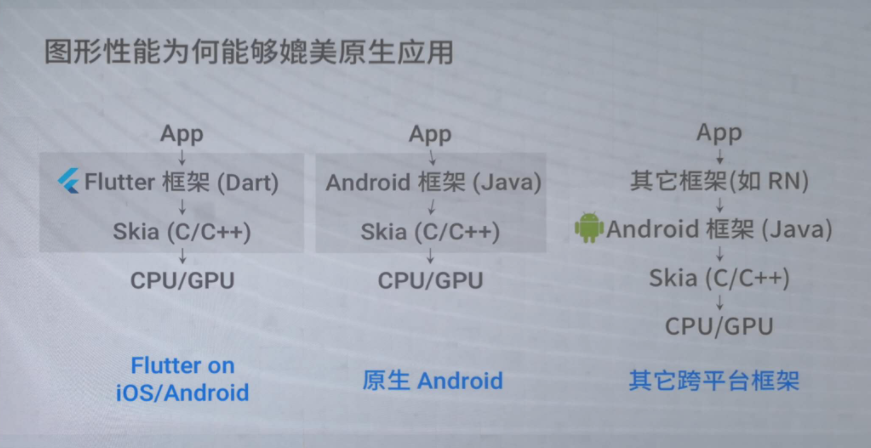 图形性能为何能够媲美原生应用
App
Flutter 框架 (Dart)
Skia (C/C++)
CPU/GPU
Flutter on
iOS/Android
App
Android 框架 (Java)
Skia (C/C++)
CPU/GPU
原生 Android
App
其它框架(如 RN)
Android 框架 (Java)
Skia (C/C++)
CPU/GPU
其它跨平台框架